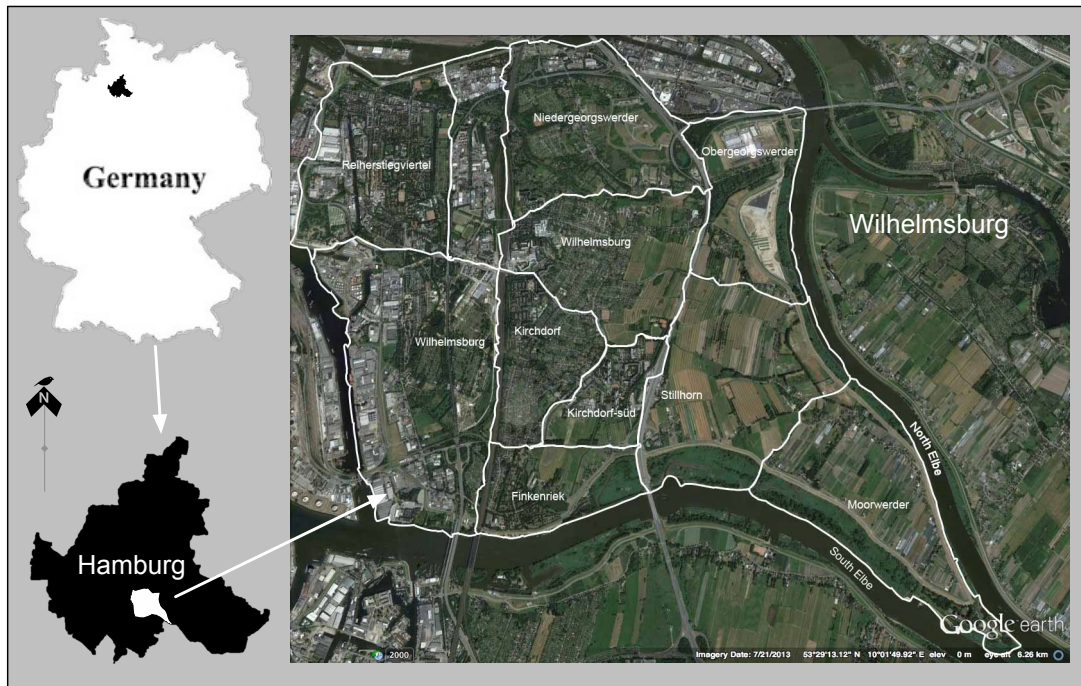 Germany
N
Hamburg
Niedergeorgswerder
Obergeorgswerder
Reiherstiegviertel
Wilhelmsburg
Wilhelmsburg
Wilhelmsburg
Kirchdorf
Kirchdorf-süd
Stillhorn
North Elbe
Finkenriek
Moorwerder
South Elbe
Google earth
2000
Imagery Date: 7/21/2013 53°29'13.12" N 10°01'49.92" E elev 0 m eye alt 6.26 km